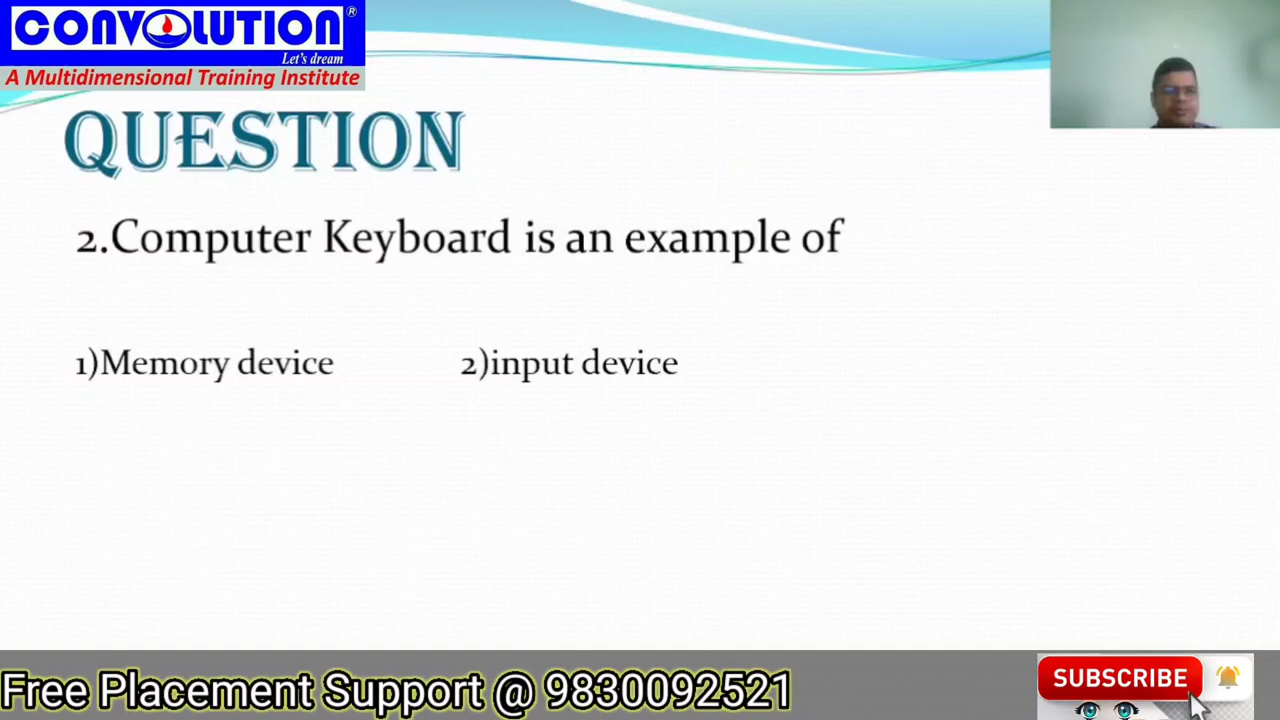 CONVOLUTION®
Let's dream
A Multidimensional Training Institute
QUESTION
2.Computer Keyboard is an example of
1)Memory device 2)input device
Free Placement Support @ 9830092521
SUBSCRIBE